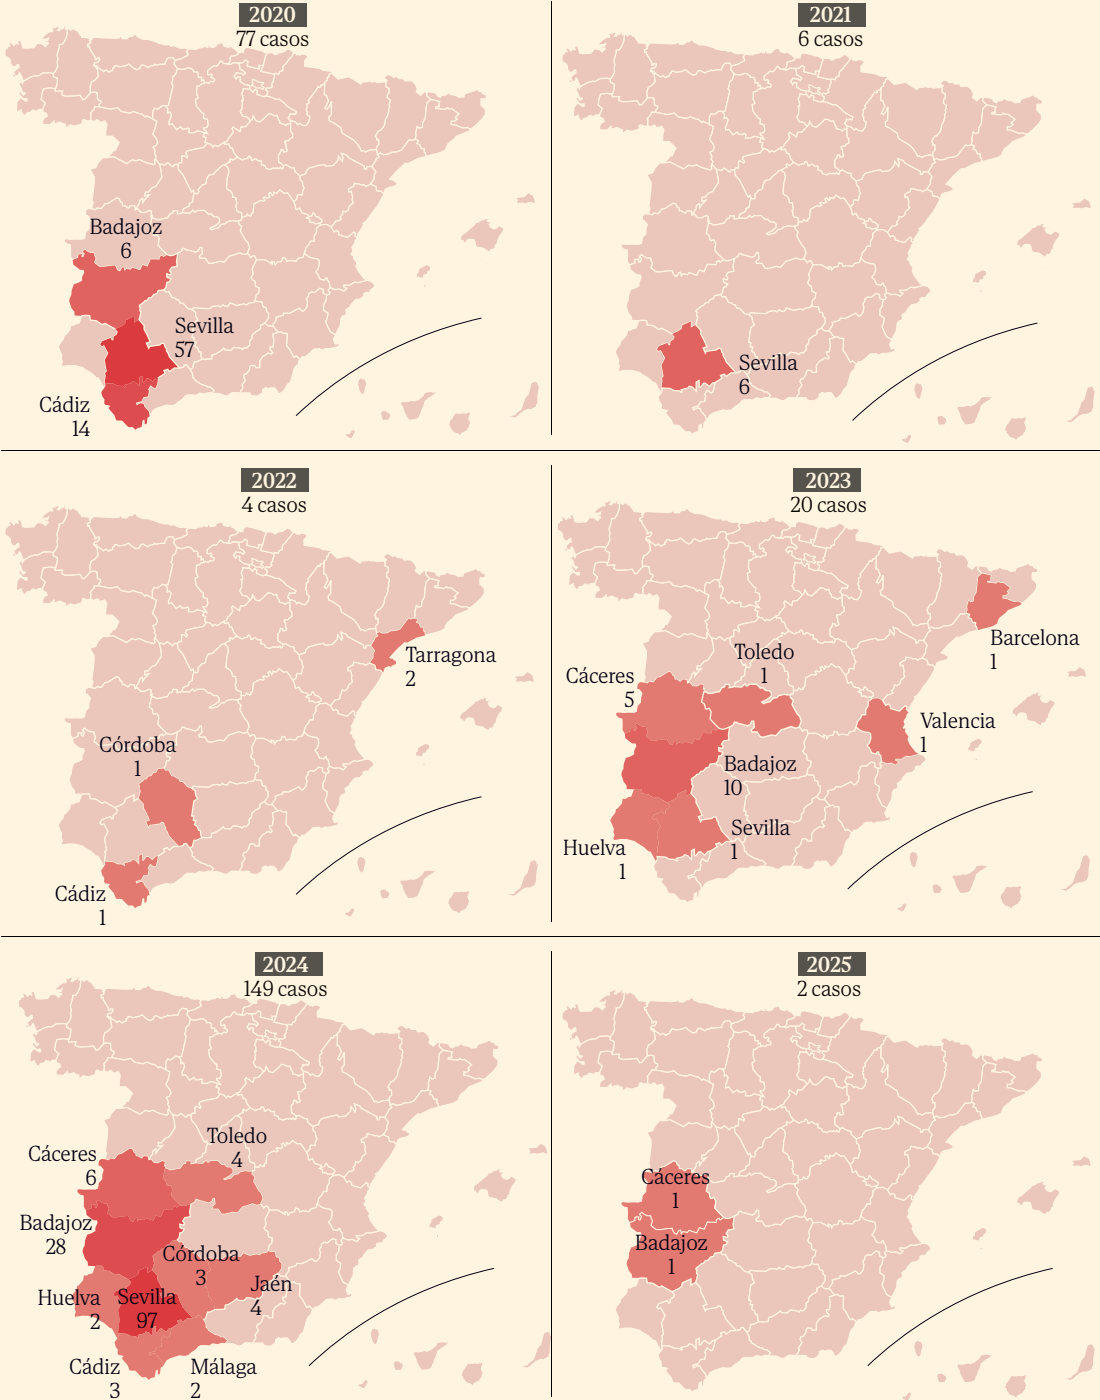 2020
77 casos
Badajoz
6
Sevilla
57
Cádiz
14
2021
6 casos
Sevilla
6
2022
4 casos
Tarragona
2
Córdoba
1
Cádiz
1
2023
20 casos
Barcelona
1
Toledo
1
Cáceres
5
Valencia
1
Badajoz
10
Sevilla
1
Huelva
1
2024
149 casos
Toledo
4
Cáceres
6
Badajoz
28
Córdoba
3
Jaén
4
Huelva
2
Sevilla
97
Cádiz
3
Málaga
2
2025
2 casos
Cáceres
1
Badajoz
1